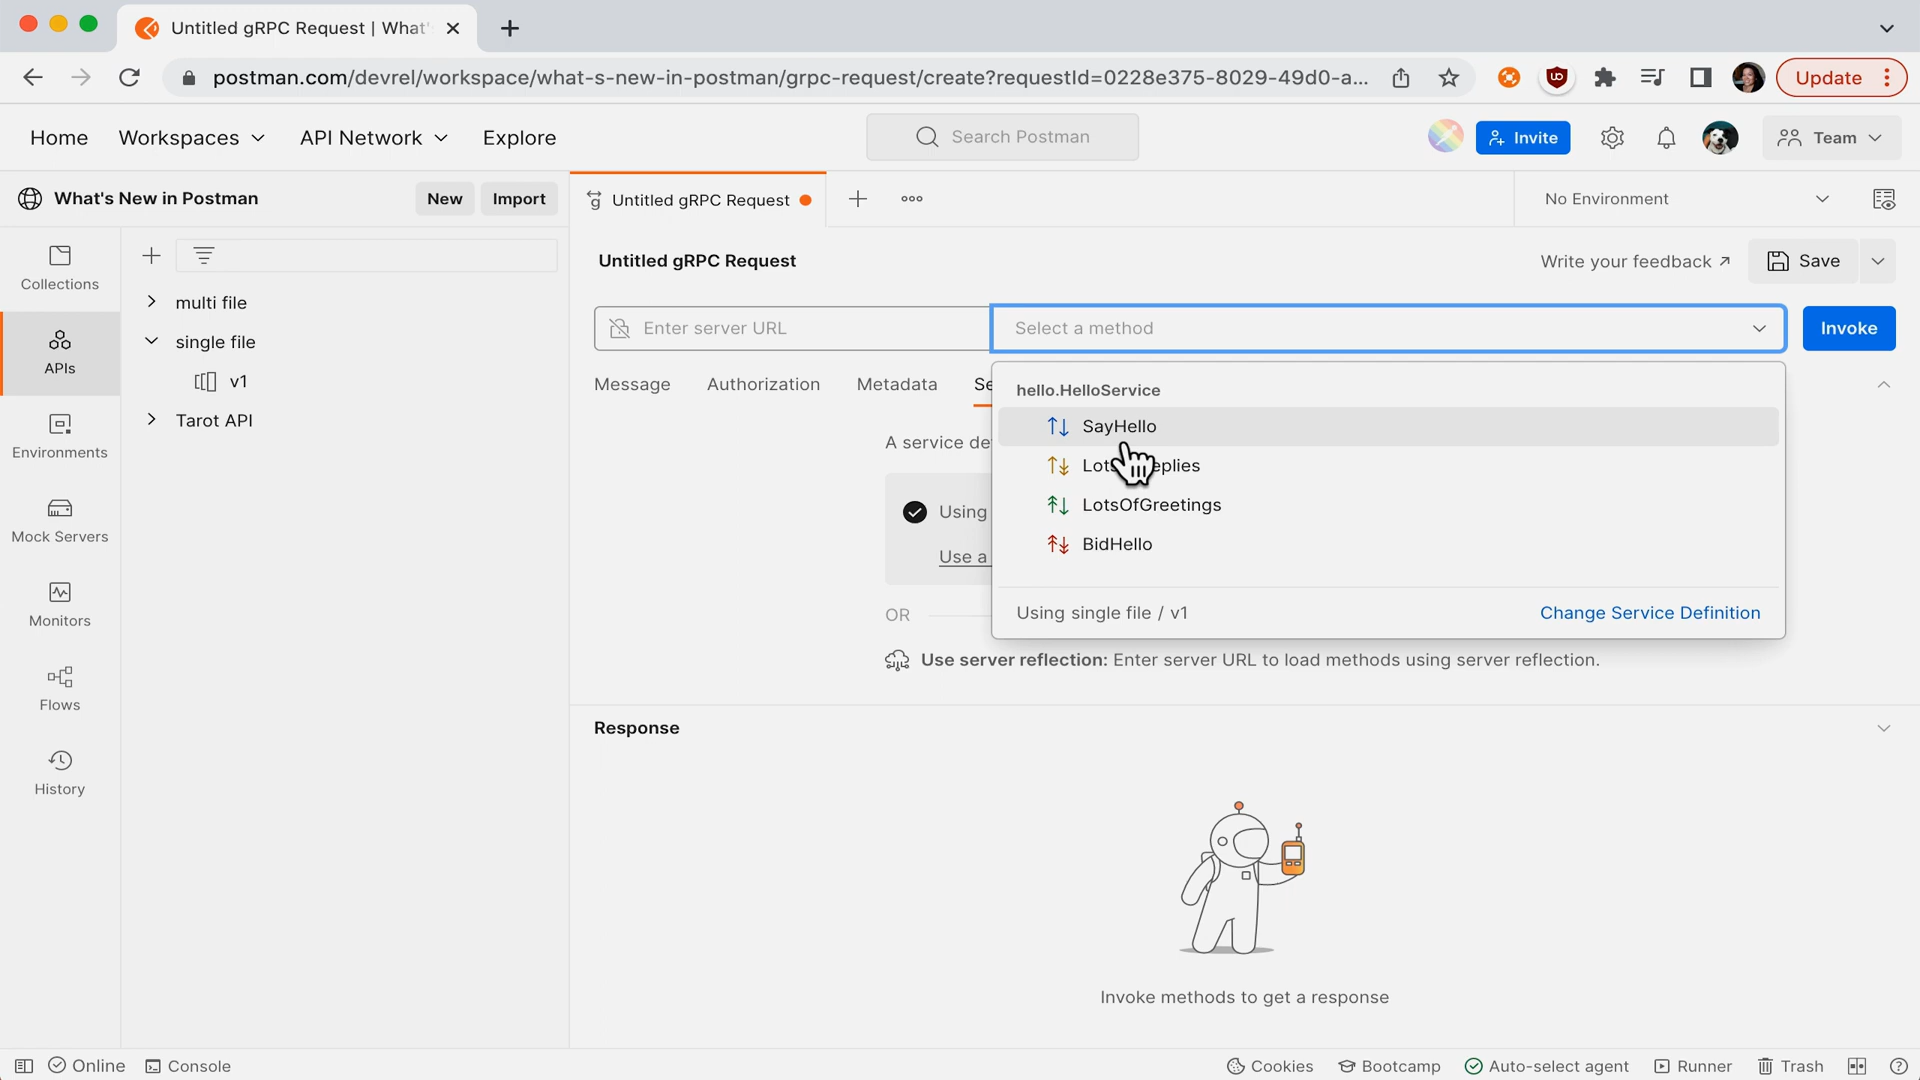 Untitled gRPC Request | What'
postman.com/devrel/workspace/what-s-new-in-postman/grpc-request/create?requestId=0228e375-8029-49d0-a...
Update
Home
Workspaces
API Network
Explore
Search Postman
Invite
Team
What's New in Postman
New
Import
Untitled gRPC Request
No Environment
Collections
APIs
Environments
Mock Servers
Monitors
Flows
History
multi file
single file
v1
Tarot API
Untitled gRPC Request
Write your feedback
Save
Enter server URL
Select a method
Invoke
Message
Authorization
Metadata
Se
hello.HelloService
SayHello
LotsOfGreetings
BidHello
Using single file / v1
Change Service Definition
A service de
Using
Use a
OR
Use server reflection: Enter server URL to load methods using server reflection.
Response
Invoke methods to get a response
Online
Console
Cookies
Bootcamp
Auto-select agent
Runner
Trash